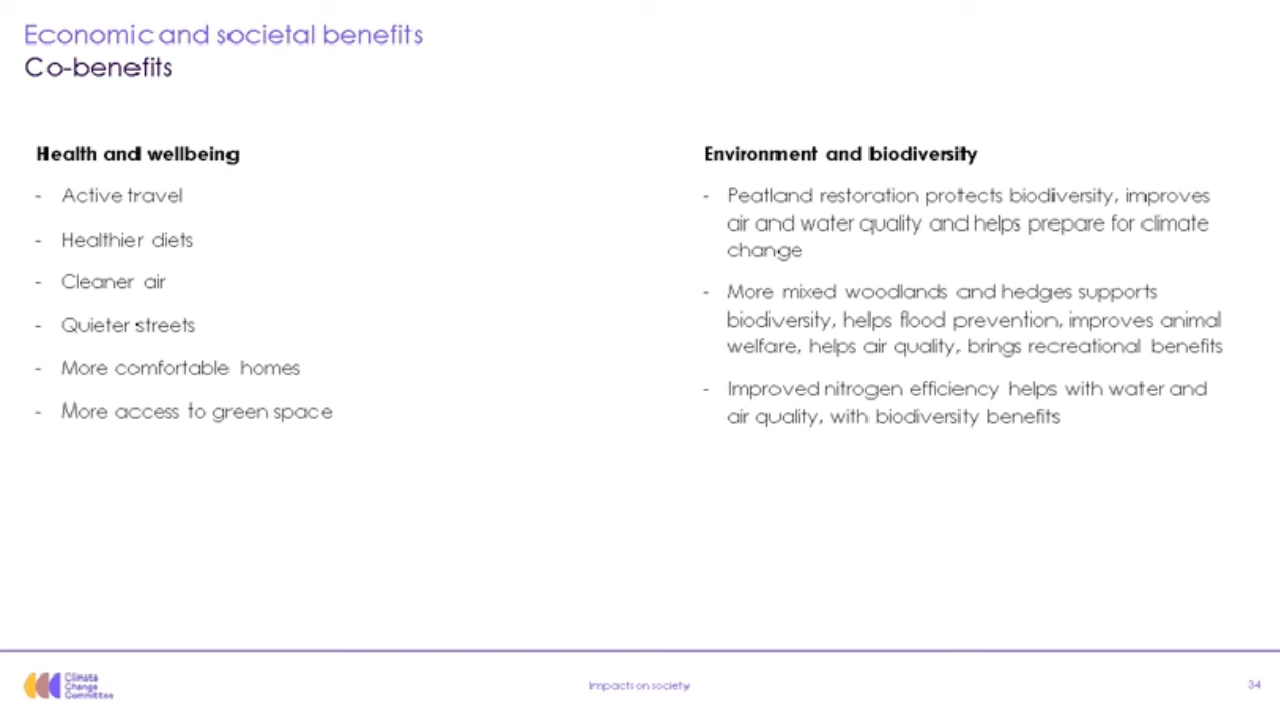 Economic and societal benefits
Co-benefits
Health and wellbeing
- Active travel
- Healthier diets
- Cleaner air
- Quieter streets
- More comfortable homes
- More access to green space
Environment and biodiversity
- Peatland restoration protects biodiversity, improves
air and water quality and helps prepare for climate
change
- More mixed woodlands and hedges supports
biodiversity, helps flood prevention, improves animal
welfare, helps air quality, brings recreational benefits
- Improved nitrogen efficiency helps with water and
air quality, with biodiversity benefits
Climate
Change
Committee
Impacts on society
34